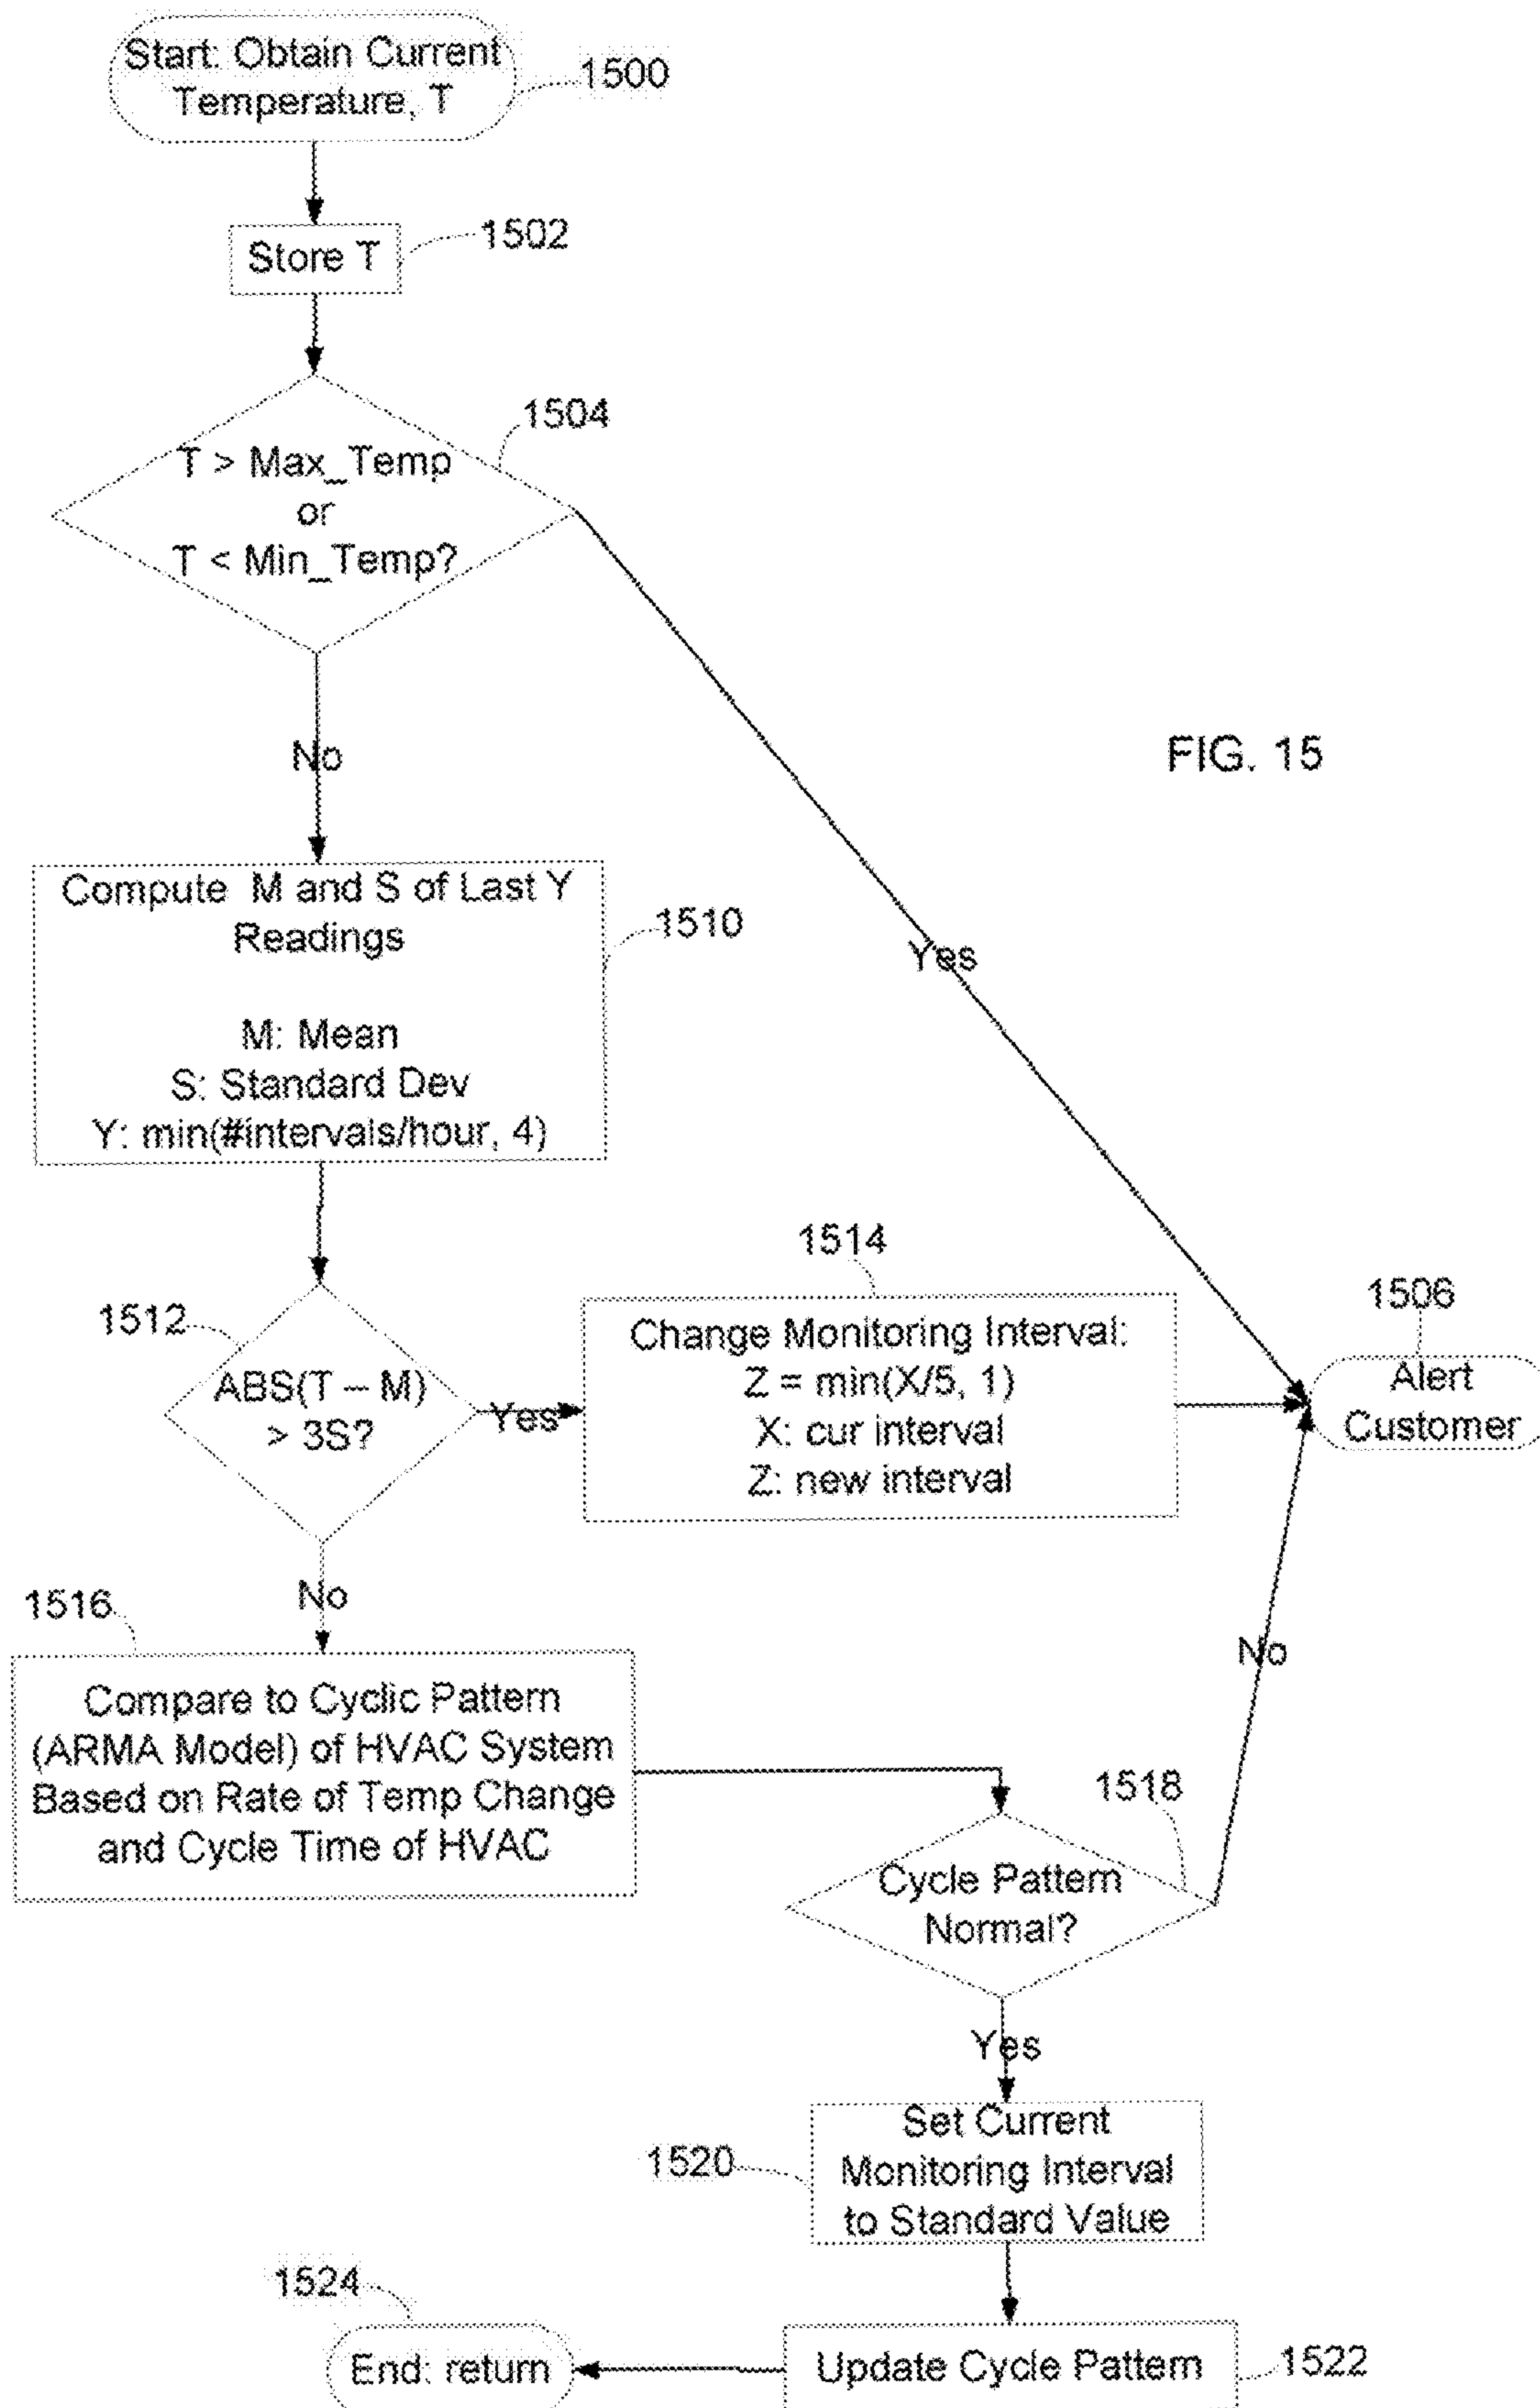 Start: Obtain Current
Temperature, T
1500
Store T
1502
1504
T > Max_Temp
or
T < Min_Temp?
No
Yes
FIG. 15
Compute M and S of Last Y
Readings
M: Mean
S: Standard Dev
Y: min(#intervals/hour, 4)
1510
1512
ABS(T – M)
> 3S?
Yes
No
1514
Change Monitoring Interval:
Z = min(X/5, 1)
X: cur interval
Z: new interval
1506
Alert
Customer
1516
Compare to Cyclic Pattern
(ARMA Model) of HVAC System
Based on Rate of Temp Change
and Cycle Time of HVAC
1518
Cycle Pattern
Normal?
No
Yes
1520
Set Current
Monitoring Interval
to Standard Value
1524
End: return
Update Cycle Pattern
1522